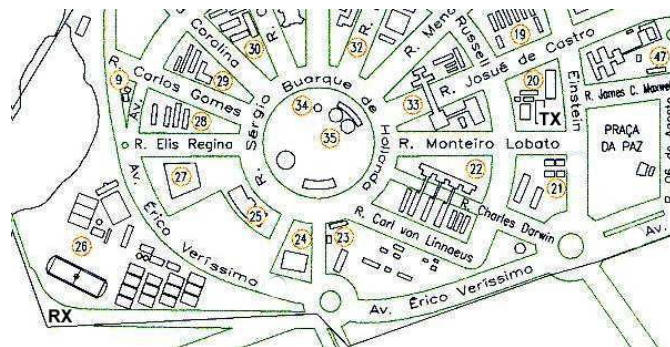 R. Carolina
30
R.
32
R. Mend
Russell
19
R. Josué de Castro
9
R. Carlos Gomes
29
Sérgio Buarque de Hollanda
R.
34
35
33
20
TX
Einstein
47
R. James C. Maxwell
Av.
28
R. Elis Regina
R. Monteiro Lobato
PRAÇA
DA PAZ
27
22
21
25
R. Charles Darwin
R. Carl von Linnaeus
24
23
26
Av. Érico Veríssimo
Av. Érico Veríssimo
Av.
RX